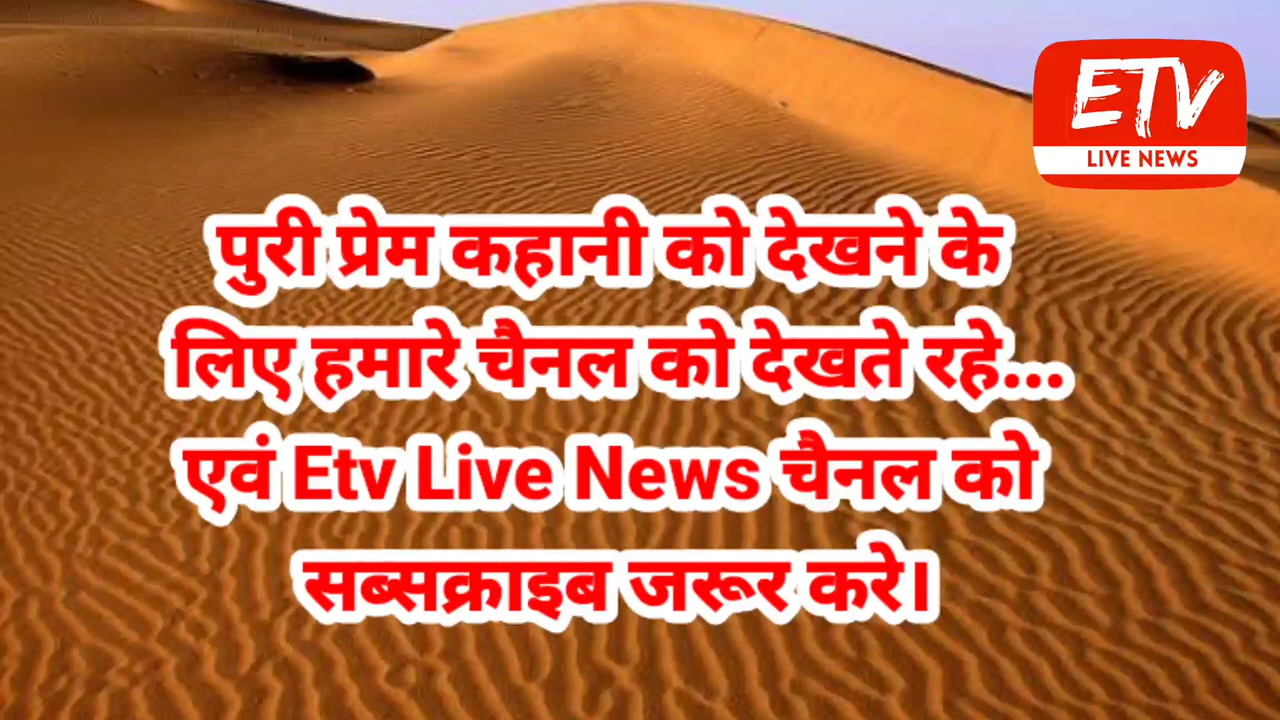 ETV
LIVE NEWS
पुरी प्रेम कहानी को देखने के
लिए हमारे चैनल को देखते रहे...
एवं Etv Live News चैनल को
सब्सक्राइब जरूर करे।